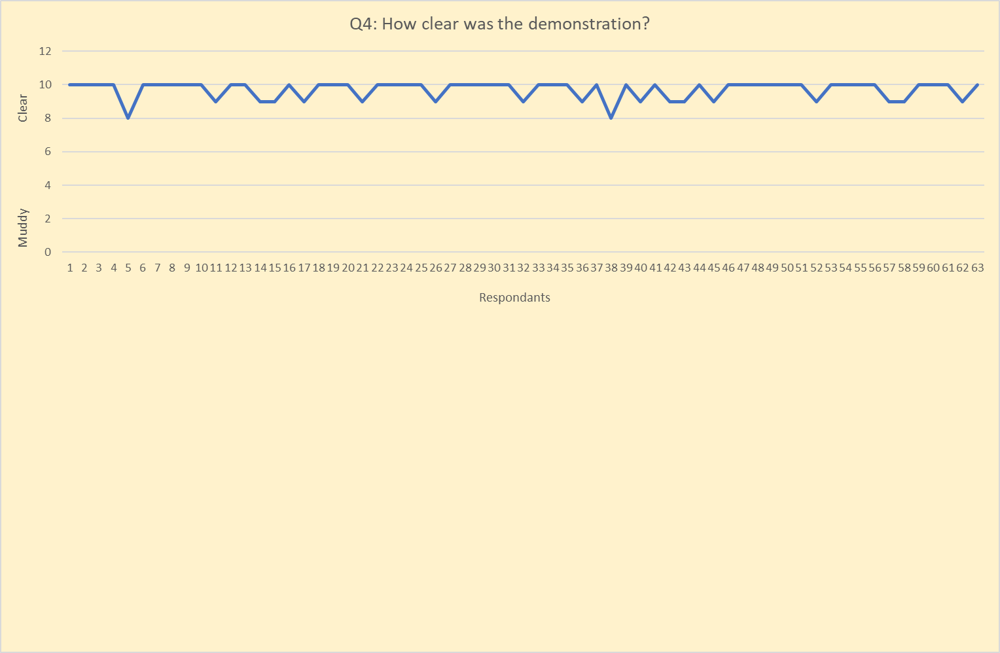 Q4: How clear was the demonstration?
12
10
8
6
4
2
0
Clear
Muddy
1 2 3 4 5 6 7 8 9 10 11 12 13 14 15 16 17 18 19 20 21 22 23 24 25 26 27 28 29 30 31 32 33 34 35 36 37 38 39 40 41 42 43 44 45 46 47 48 49 50 51 52 53 54 55 56 57 58 59 60 61 62 63
Respondants